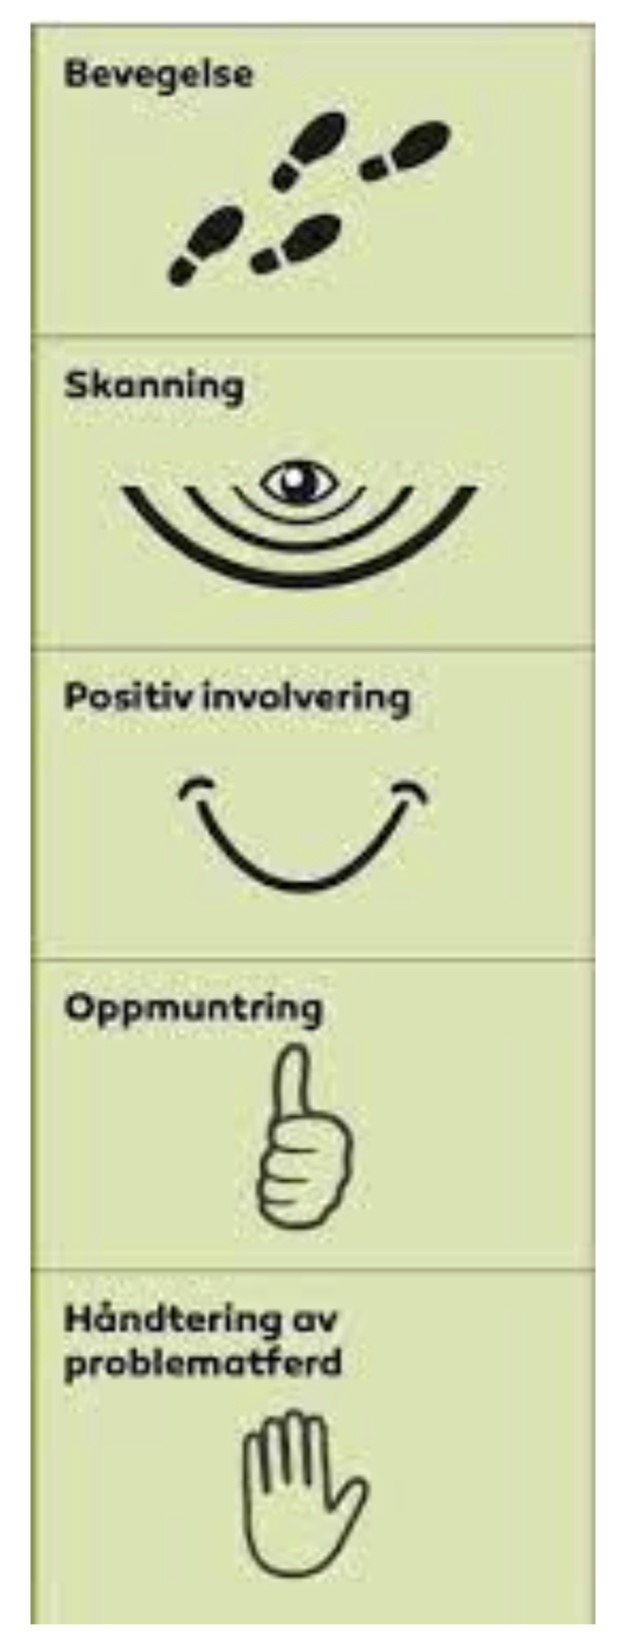 Bevegelse
Skanning
Positiv involvering
Oppmuntring
Håndtering av
problematferd